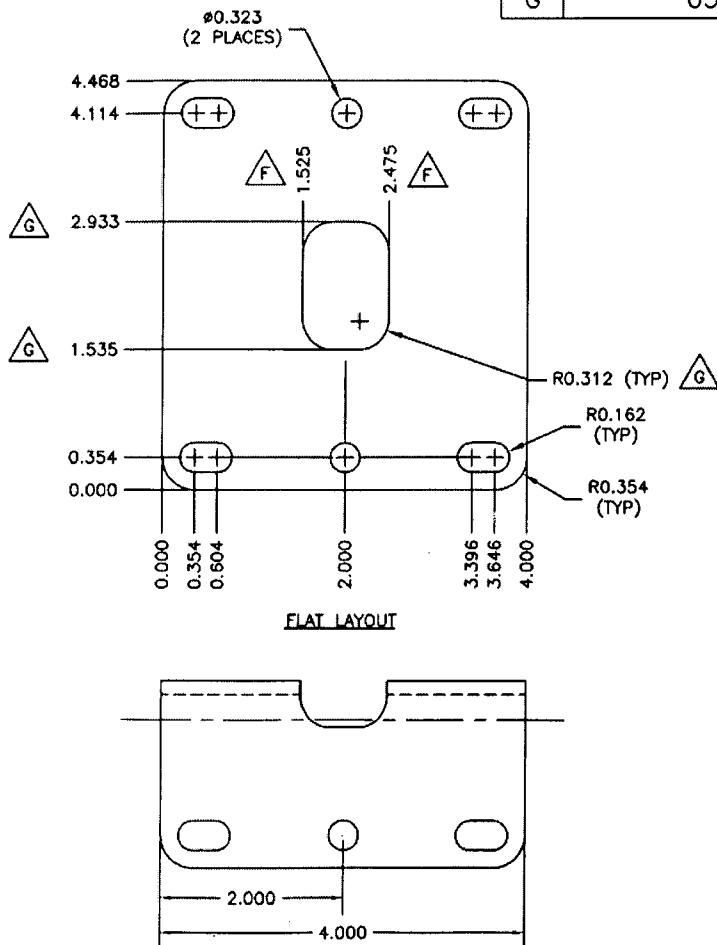 G
Ø0.323
(2 PLACES)
4.468
4.114
F
1.525
2.475
F
G
2.933
G
1.535
R0.312 (TYP)
G
R0.162
(TYP)
0.354
0.000
R0.354
(TYP)
0.000
0.354
0.604
2.000
3.396
3.646
4.000
FLAT LAYOUT
2.000
4.000